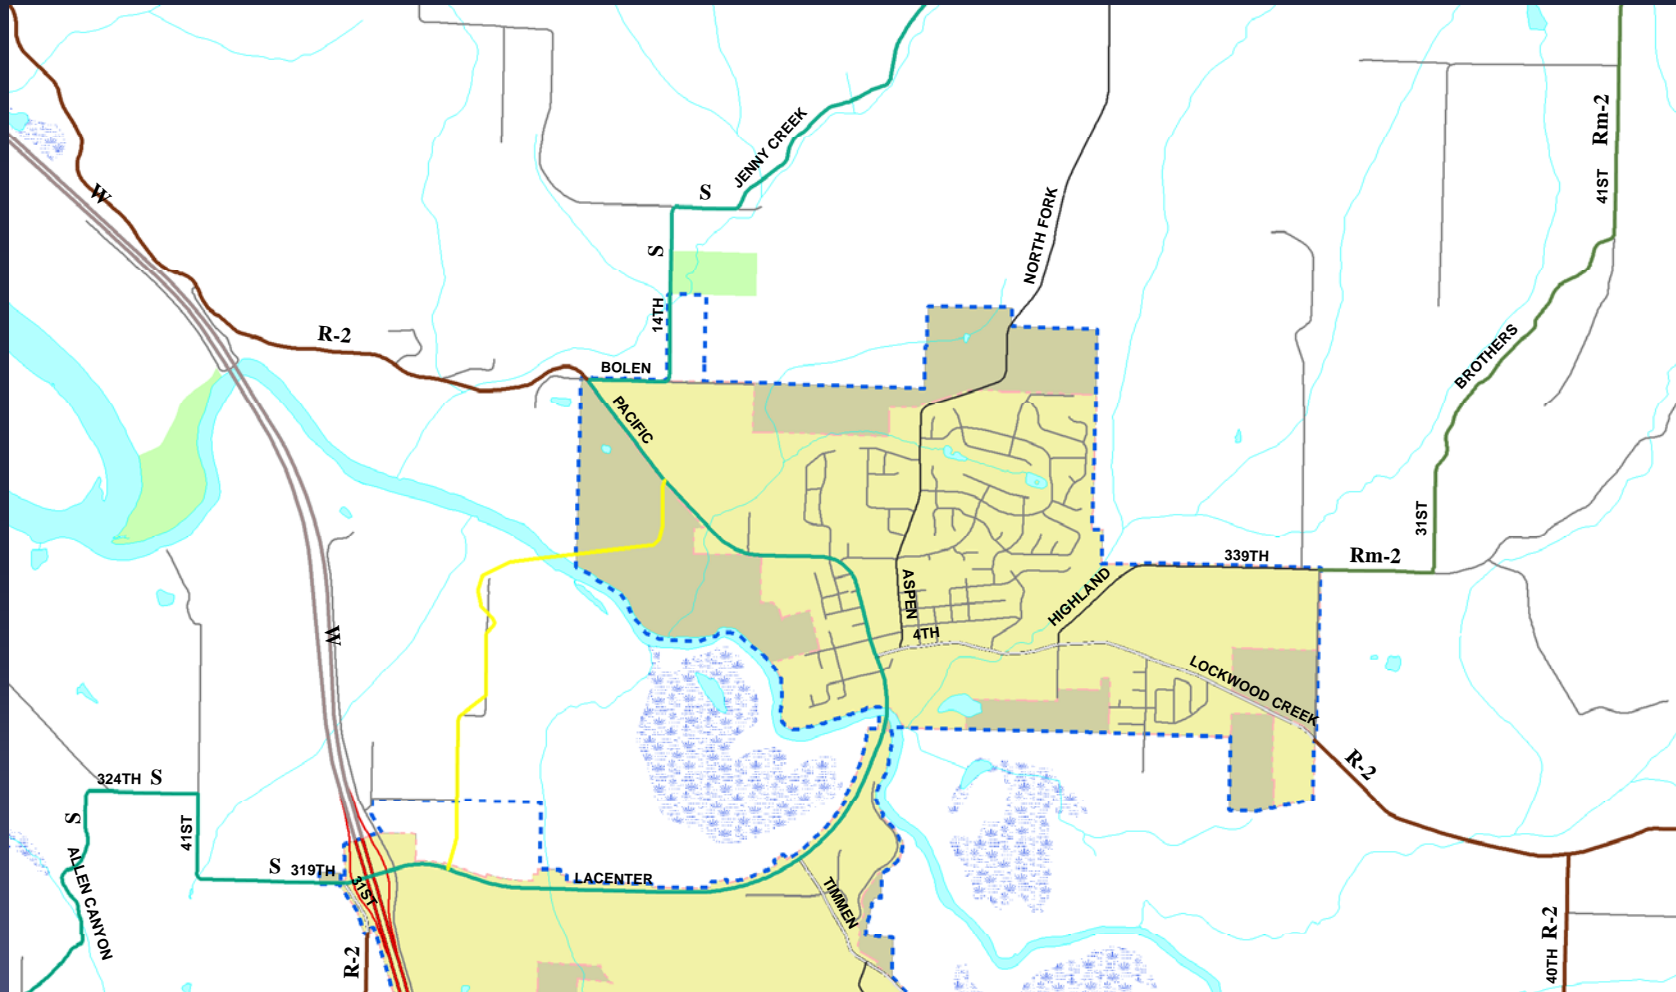 Rm-2
41ST
JENNY CREEK
S
W
NORTH FORK
S
14TH
R-2
BOLEN
BROTHERS
PACIFIC
31ST
339TH
Rm-2
ASPEN
HIGHLAND
W
4TH
LOCKWOOD CREEK
R-2
324TH S
S
41ST
ALLEN CANYON
S 319TH
31ST
LACENTER
TIMMEN
R-2
R-2
40TH